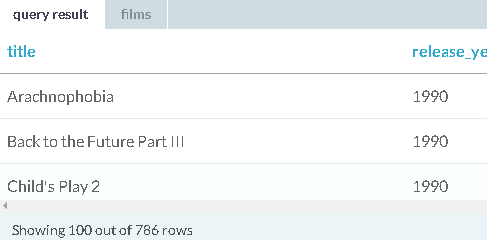 query result films
title release_ye
Arachnophobia 1990
Back to the Future Part III 1990
Child's Play 2 1990
Showing 100 out of 786 rows